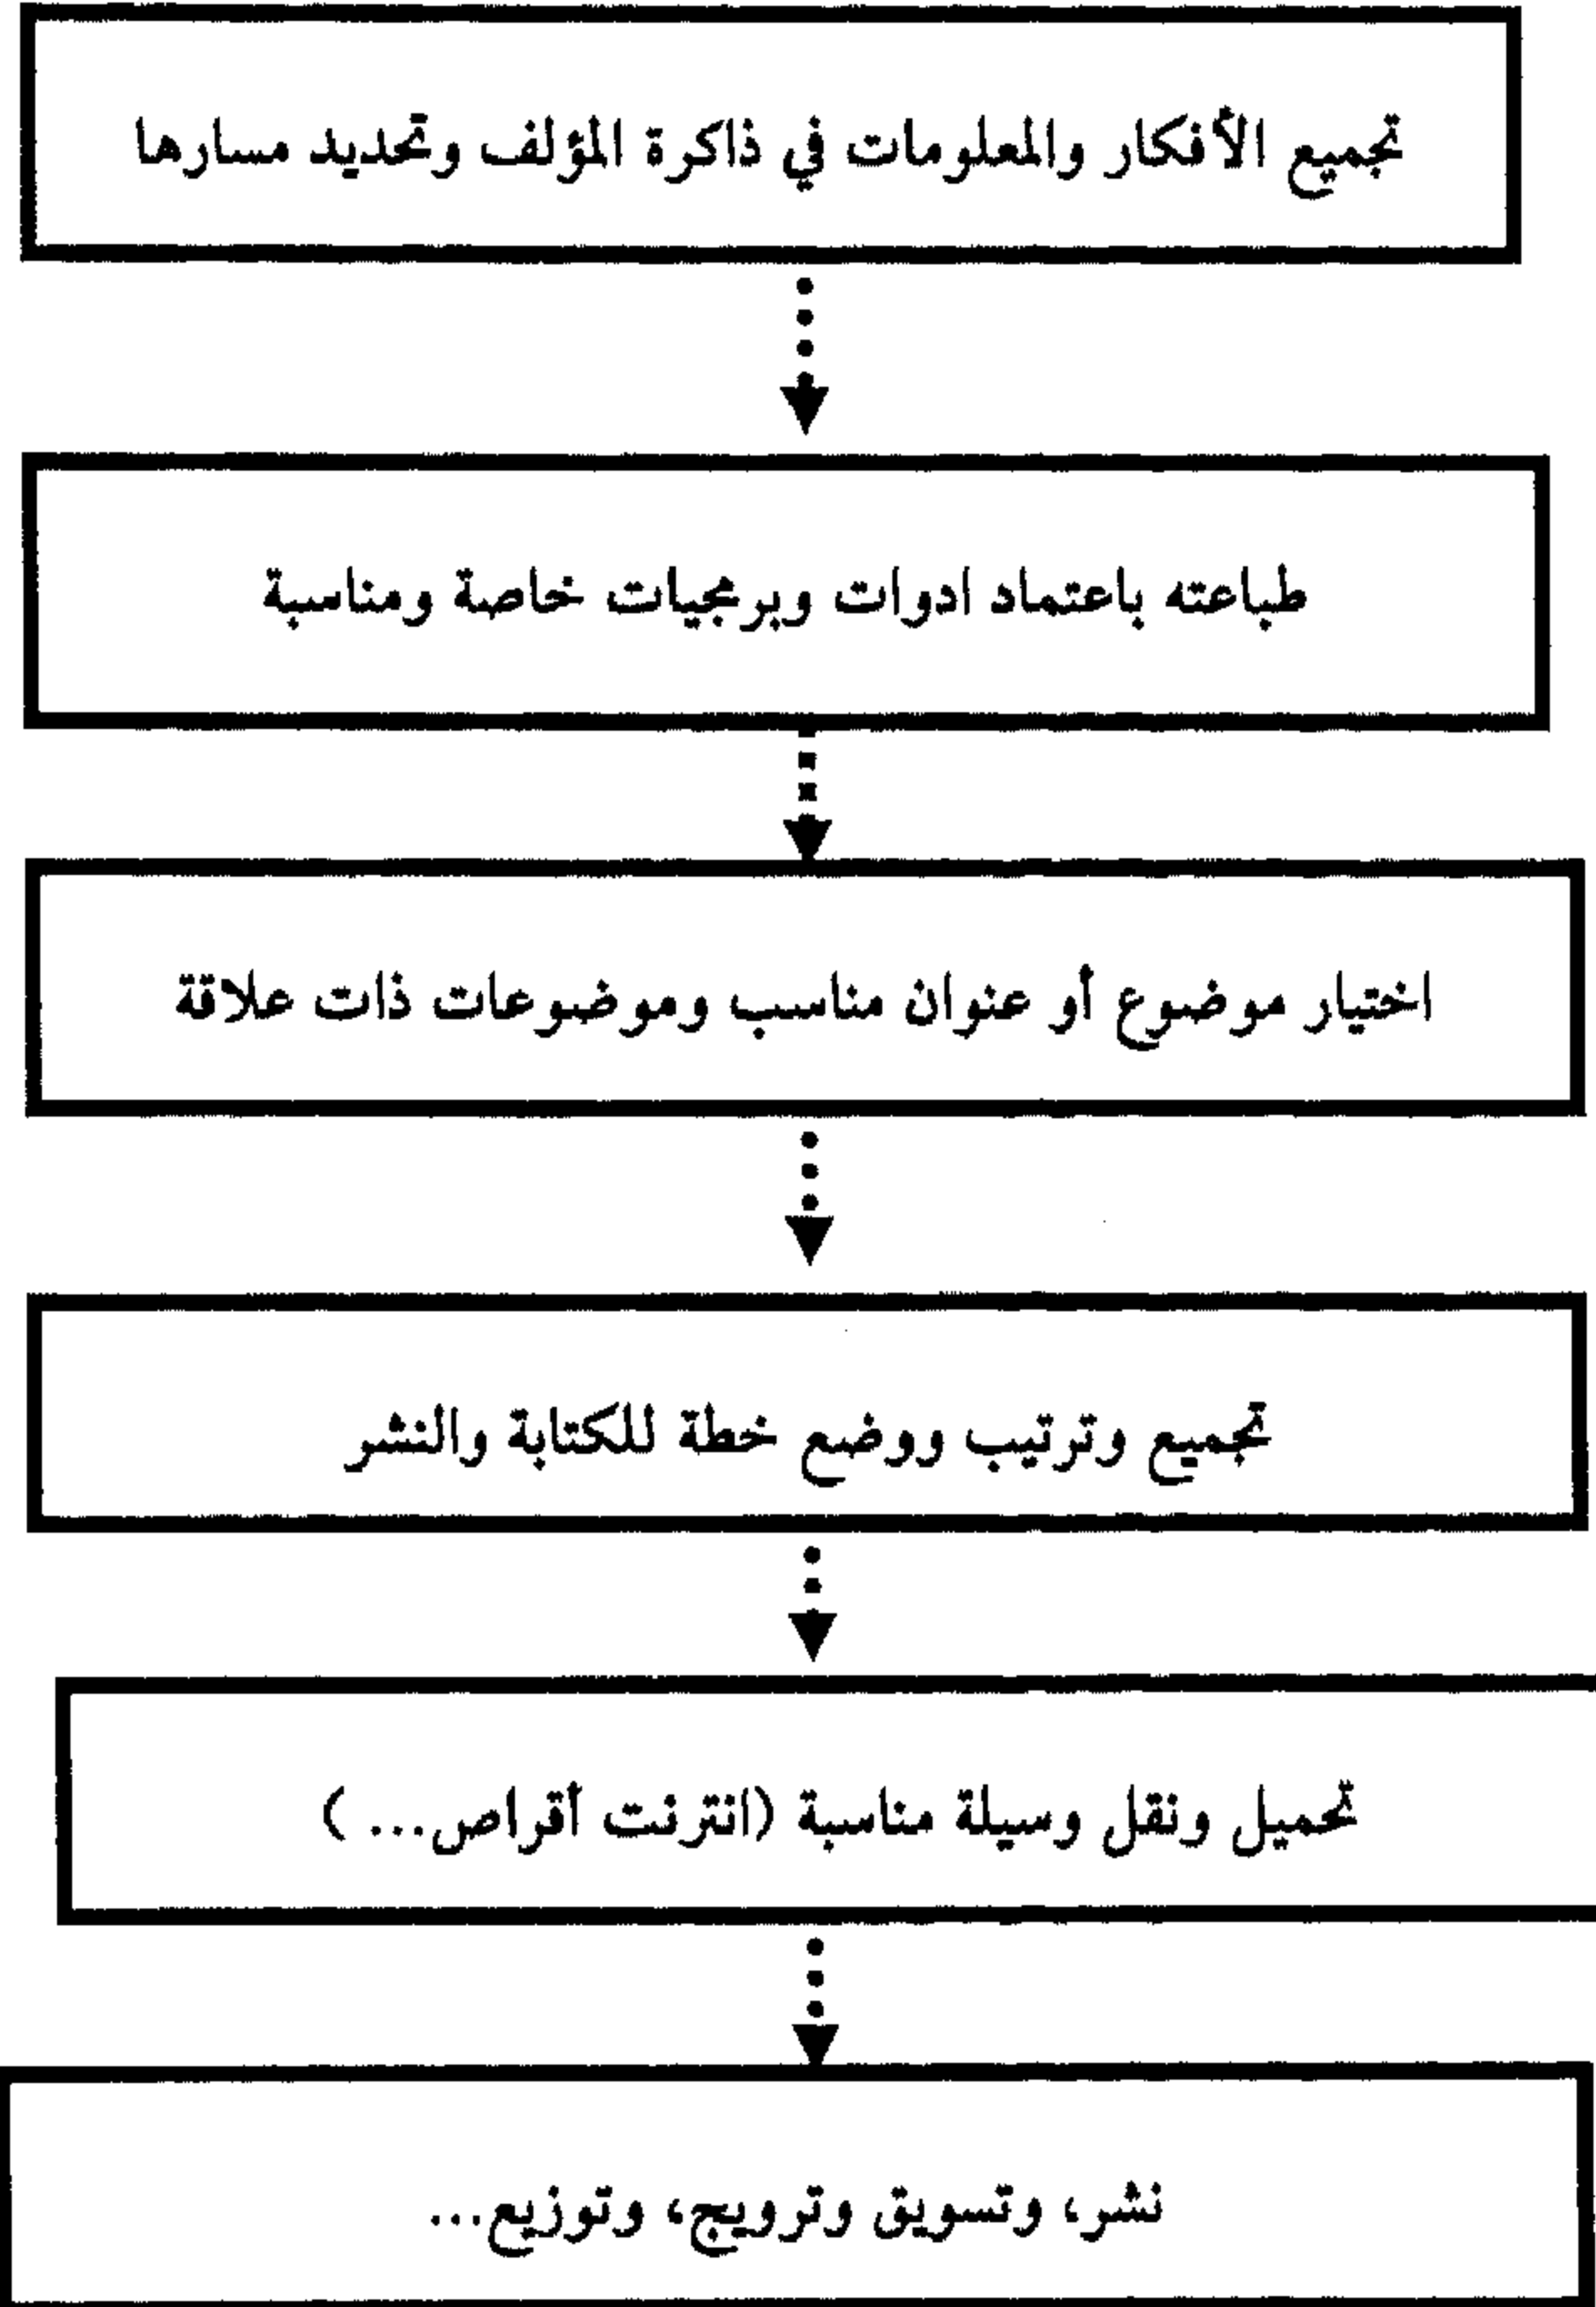 تجميع الأفكار والمعلومات في ذاكرة المؤلف وتحديد مسارها
طباعته باعتماد ادوات وبرمجيات خاصة ومناسبة
اختيار موضوع أو عنوان مناسب وموضوعات ذات علاقة
تجميع وترتيب ووضع خطة للكتابة والنشر
تحميل ونقل وسيلة مناسبة (انترنت أقراص... )
نشر، وتسويق وترويج، وتوزيع...